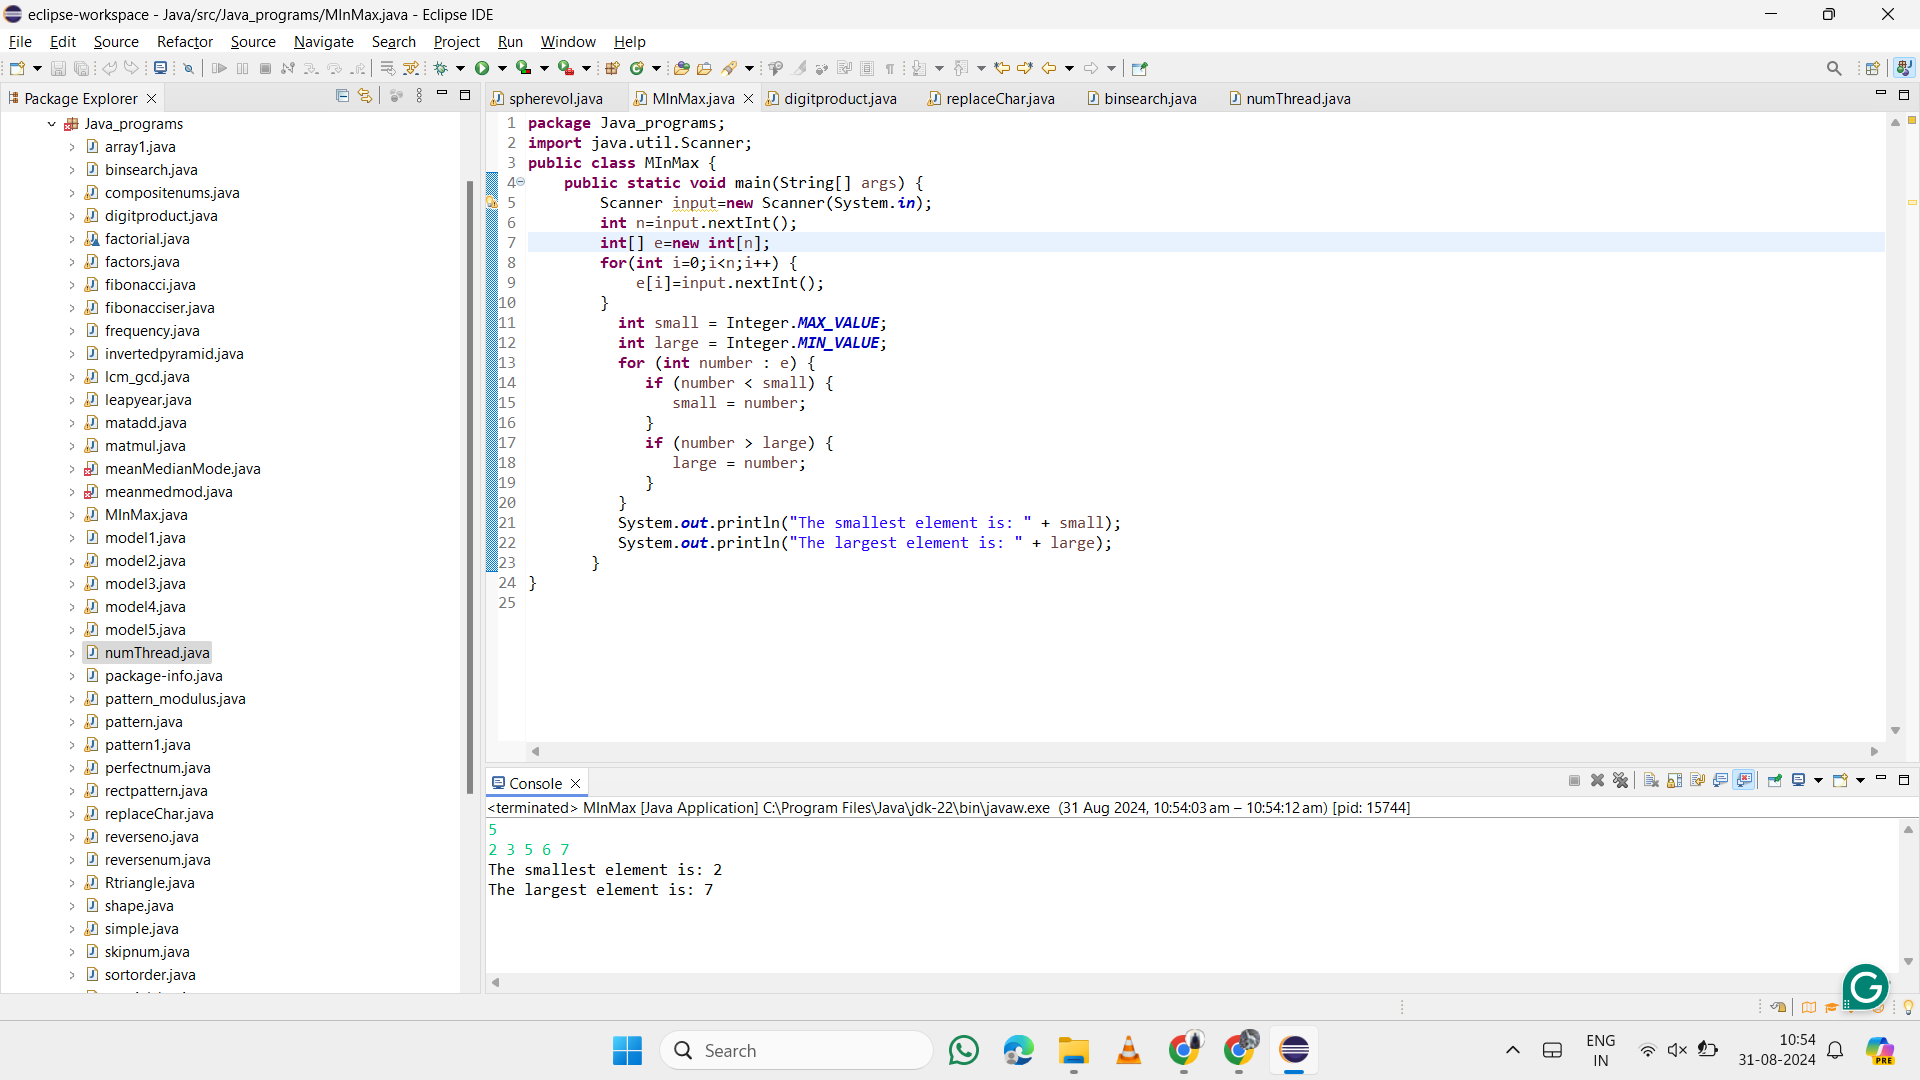 eclipse-workspace - Java/src/Java_programs/MInMax.java - Eclipse IDE
File Edit Source Refactor Source Navigate Search Project Run Window Help
Package Explorer
Java_programs
array1.java
binsearch.java
compositenums.java
digitproduct.java
factorial.java
factors.java
fibonacci.java
fibonacciser.java
frequency.java
invertedpyramid.java
lcm_gcd.java
leapyear.java
matadd.java
matmul.java
meanMedianMode.java
meanmedmod.java
MInMax.java
model1.java
model2.java
model3.java
model4.java
model5.java
numThread.java
package-info.java
pattern_modulus.java
pattern.java
pattern1.java
perfectnum.java
rectpattern.java
replaceChar.java
reverseno.java
reversenum.java
Rtriangle.java
shape.java
simple.java
skipnum.java
sortorder.java
spherevol.java MInMax.java digitproduct.java replaceChar.java binsearch.java numThread.java
1 package Java_programs;
2 import java.util.Scanner;
3 public class MInMax {
4 public static void main(String[] args) {
5 Scanner input=new Scanner(System.in);
6 int n=input.nextInt();
7 int[] e=new int[n];
8 for(int i=0;i<n;i++) {
9 e[i]=input.nextInt();
10 }
11 int small = Integer.MAX_VALUE;
12 int large = Integer.MIN_VALUE;
13 for (int number : e) {
14 if (number < small) {
15 small = number;
16 }
17 if (number > large) {
18 large = number;
19 }
20 }
21 System.out.println("The smallest element is: " + small);
22 System.out.println("The largest element is: " + large);
23 }
24 }
25
Console
<terminated> MInMax [Java Application] C:\Program Files\Java\jdk-22\bin\javaw.exe (31 Aug 2024, 10:54:03 am – 10:54:12 am) [pid: 15744]
5
2 3 5 6 7
The smallest element is: 2
The largest element is: 7
Search
ENG
IN
10:54
31-08-2024
PRE